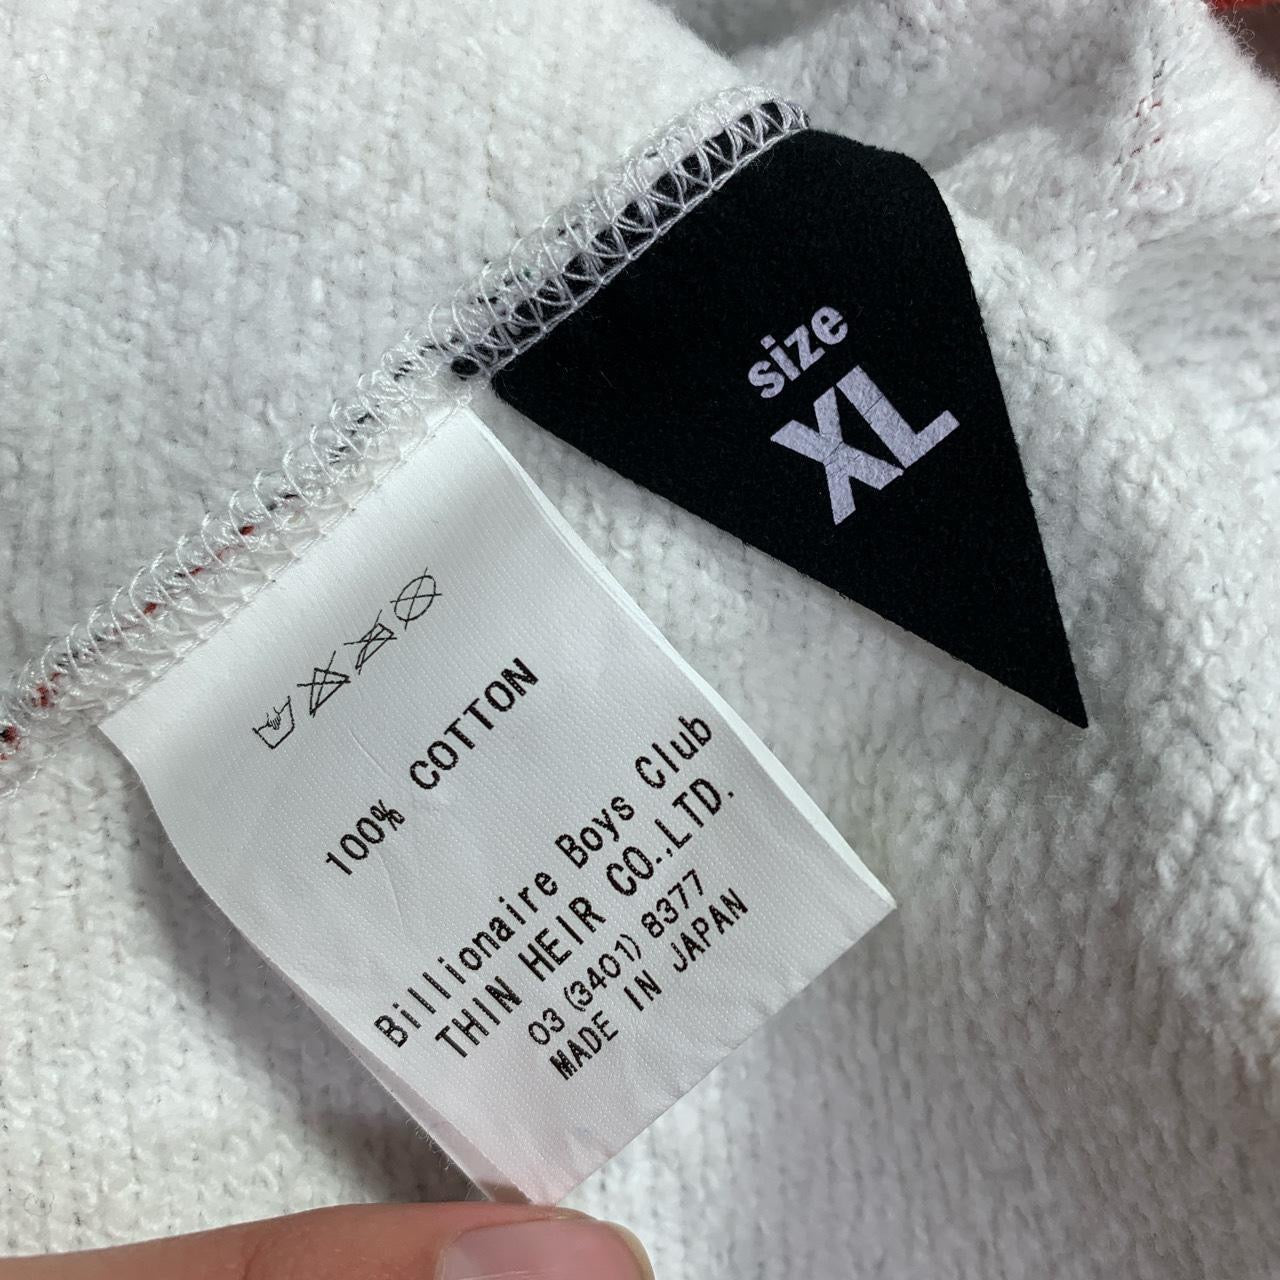 size
XL
100% COTTON
Billionaire Boys Club
THIN HEIR CO.,LTD.
03 (3401) 8377
MADE IN JAPAN